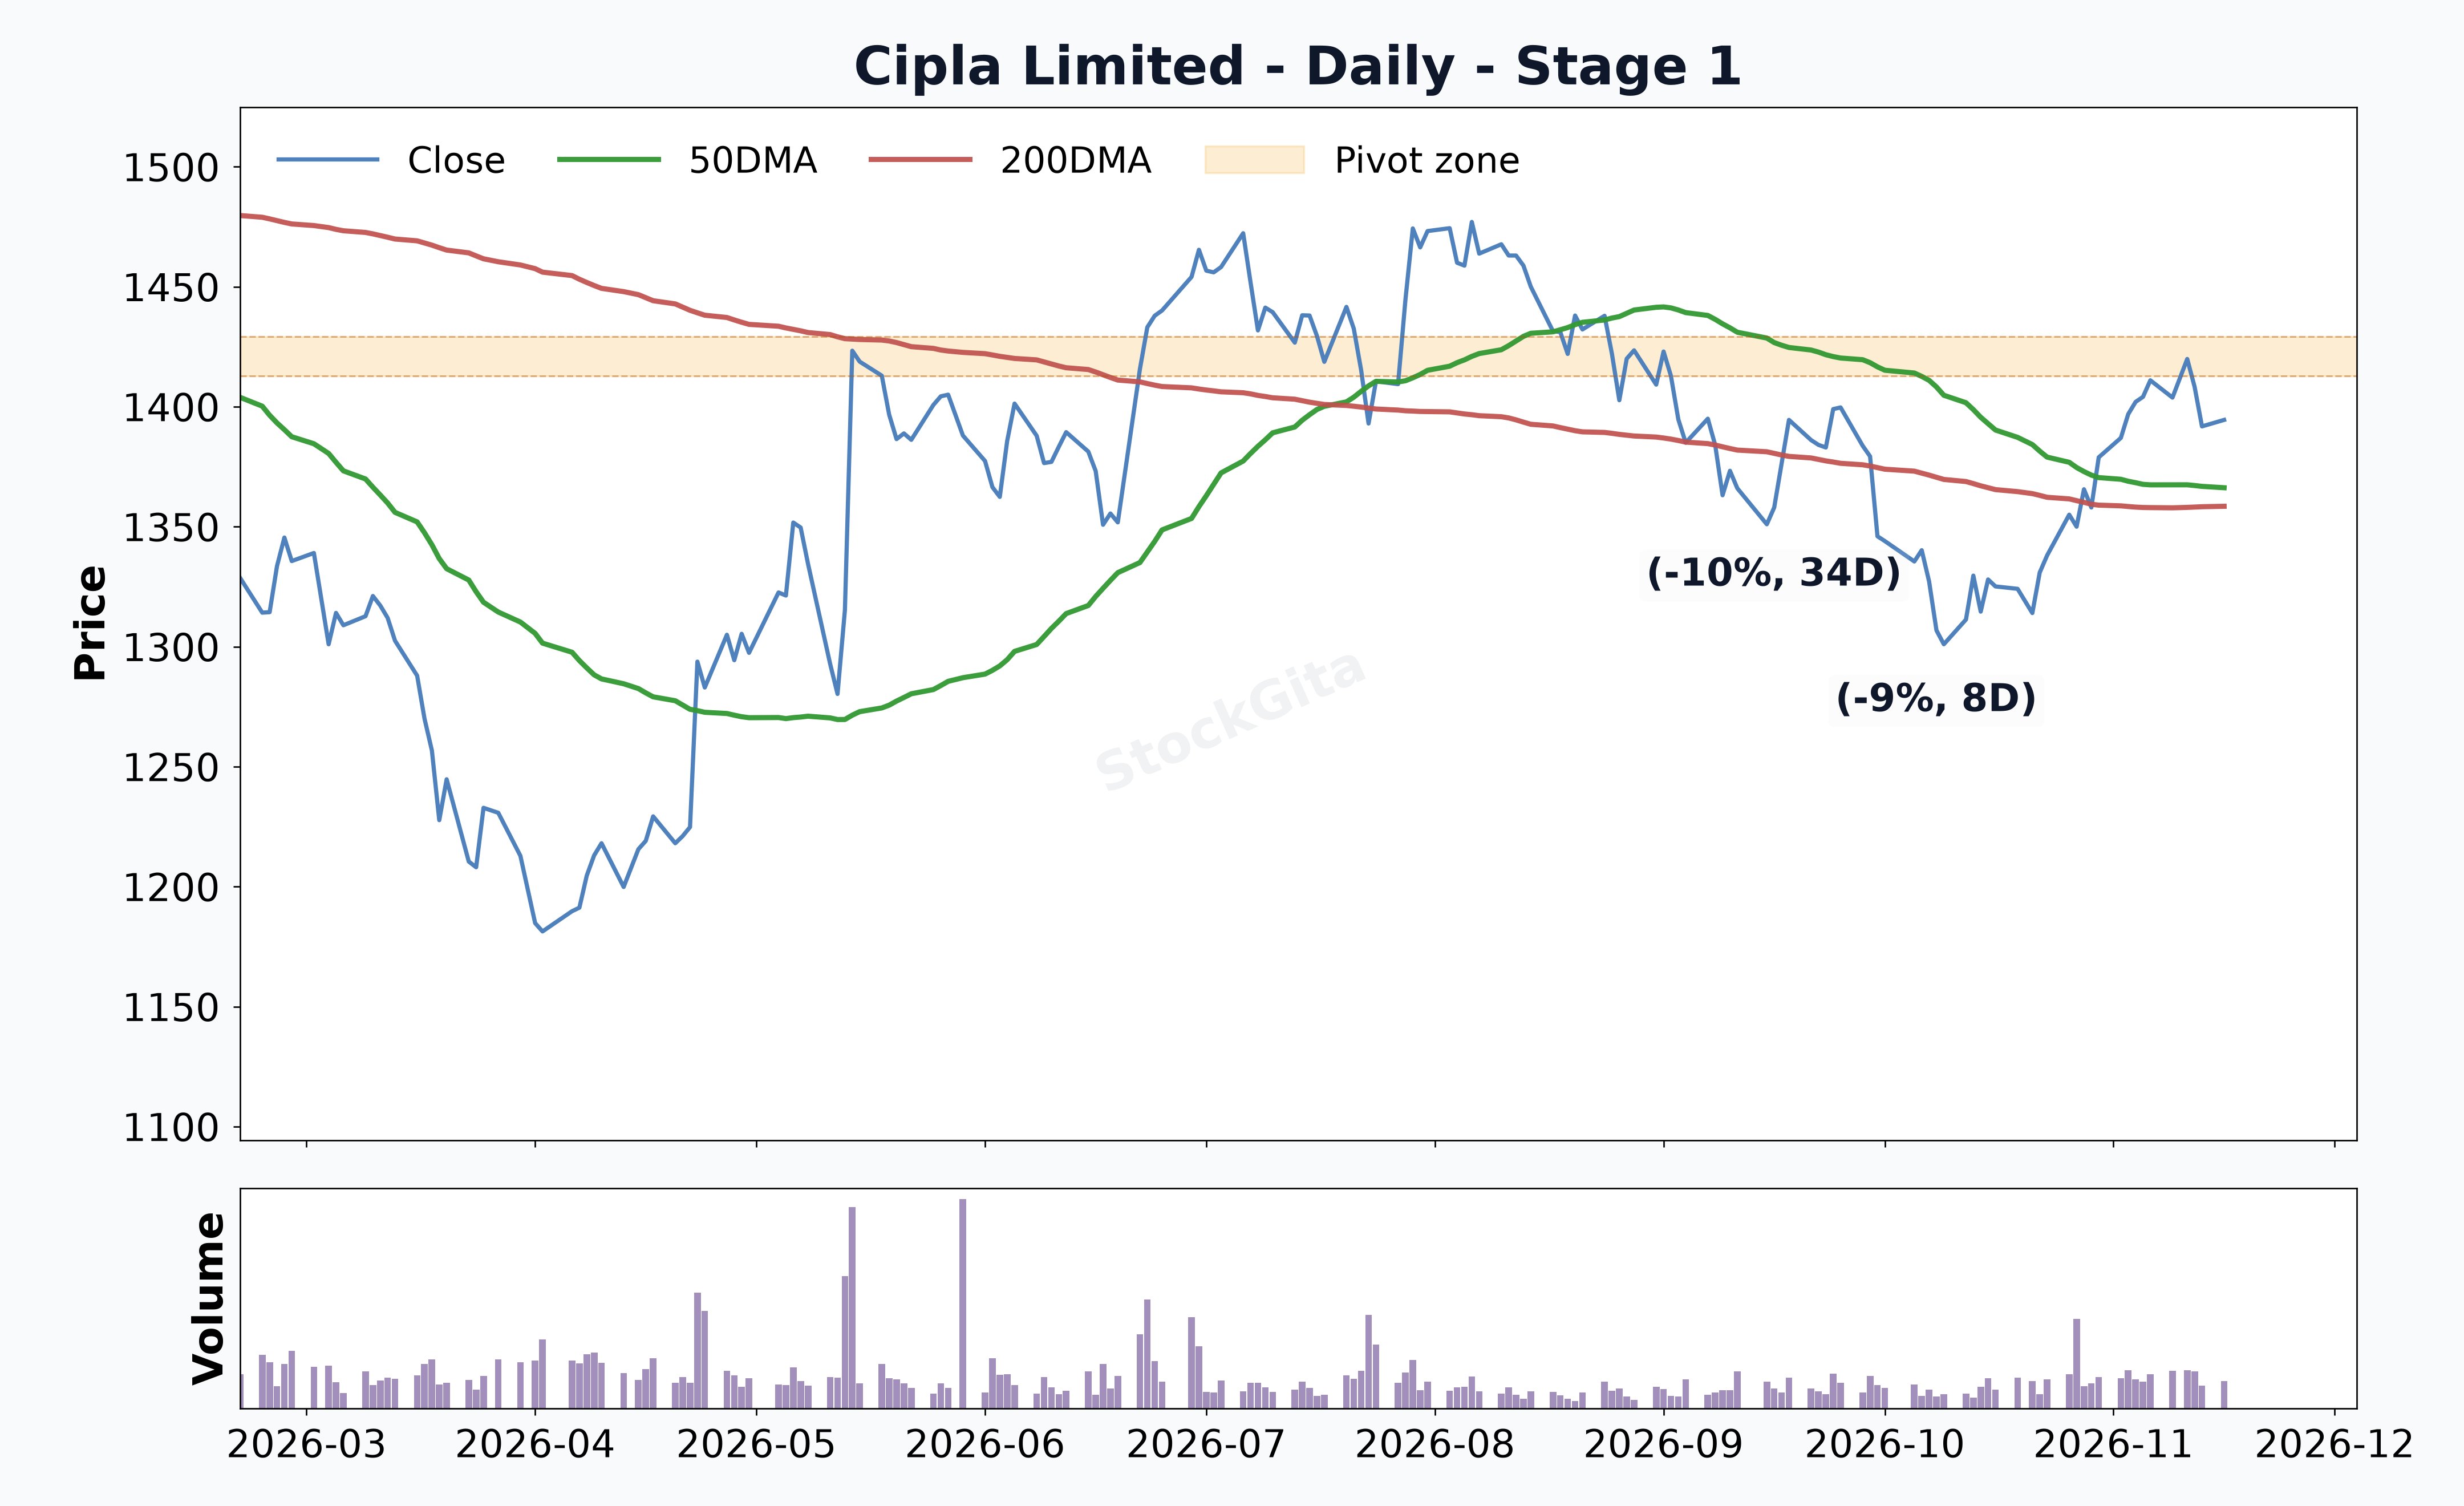 Cipla Limited - Daily - Stage 1
Close 50DMA 200DMA Pivot zone
1500
1450
1400
1350
1300
1250
1200
1150
1100
Price
(-10%, 34D)
(-9%, 8D)
StockGita
Volume
2026-03 2026-04 2026-05 2026-06 2026-07 2026-08 2026-09 2026-10 2026-11 2026-12